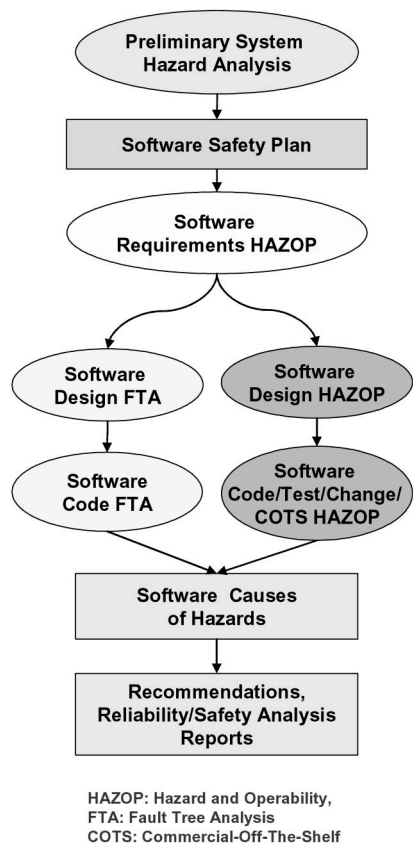 Preliminary System
Hazard Analysis
Software Safety Plan
Software
Requirements HAZOP
Software
Design FTA
Software
Design HAZOP
Software
Code FTA
Software
Code/Test/Change/
COTS HAZOP
Software Causes
of Hazards
Recommendations,
Reliability/Safety Analysis
Reports
HAZOP: Hazard and Operability,
FTA: Fault Tree Analysis
COTS: Commercial-Off-The-Shelf